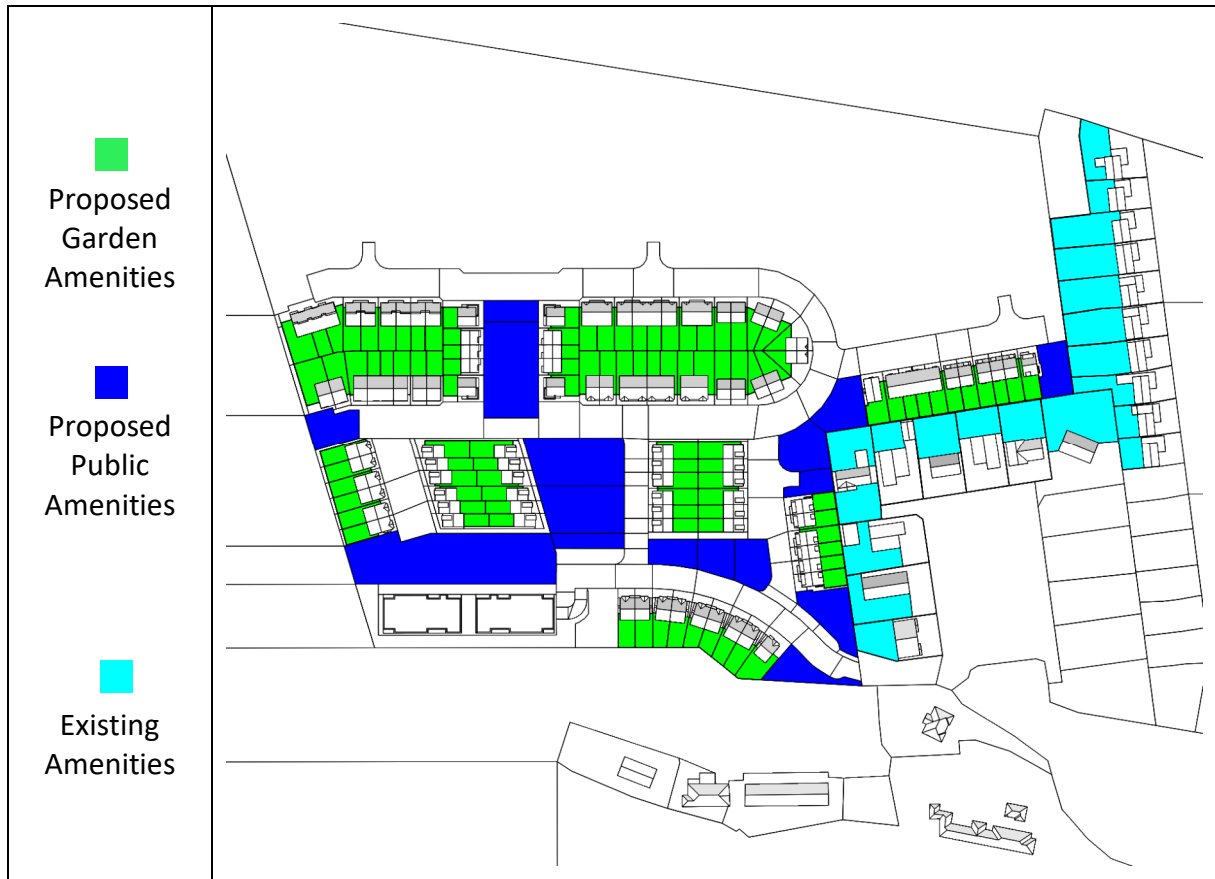 Proposed
Garden
Amenities
Proposed
Public
Amenities
Existing
Amenities